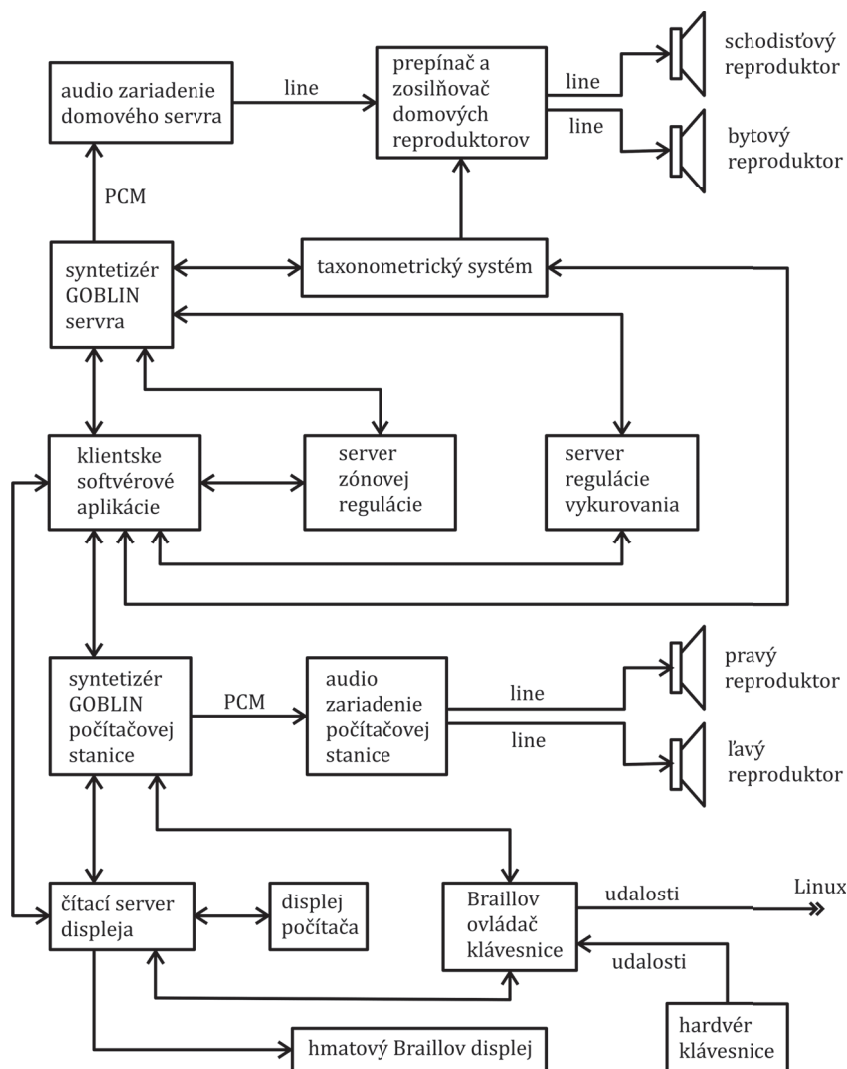 schodisťový
reproduktor
audio zariadenie
domového servra
line
prepínač a
zosilňovač
domových
reproduktorov
line
line
bytový
reproduktor
PCM
syntetizér
GOBLIN
servra
taxonometrický systém
klientske
softvérové
aplikácie
server
zónovej
regulácie
server
regulácie
vykurovania
syntetizér
GOBLIN
počítačovej
stanice
PCM
audio
zariadenie
počítačovej
stanice
line
line
pravý
reproduktor
ľavý
reproduktor
čítací server
displeja
displej
počítača
Braillov
ovládač
klávesnice
udalosti
Linux
udalosti
hardvér
klávesnice
hmatový Braillov displej